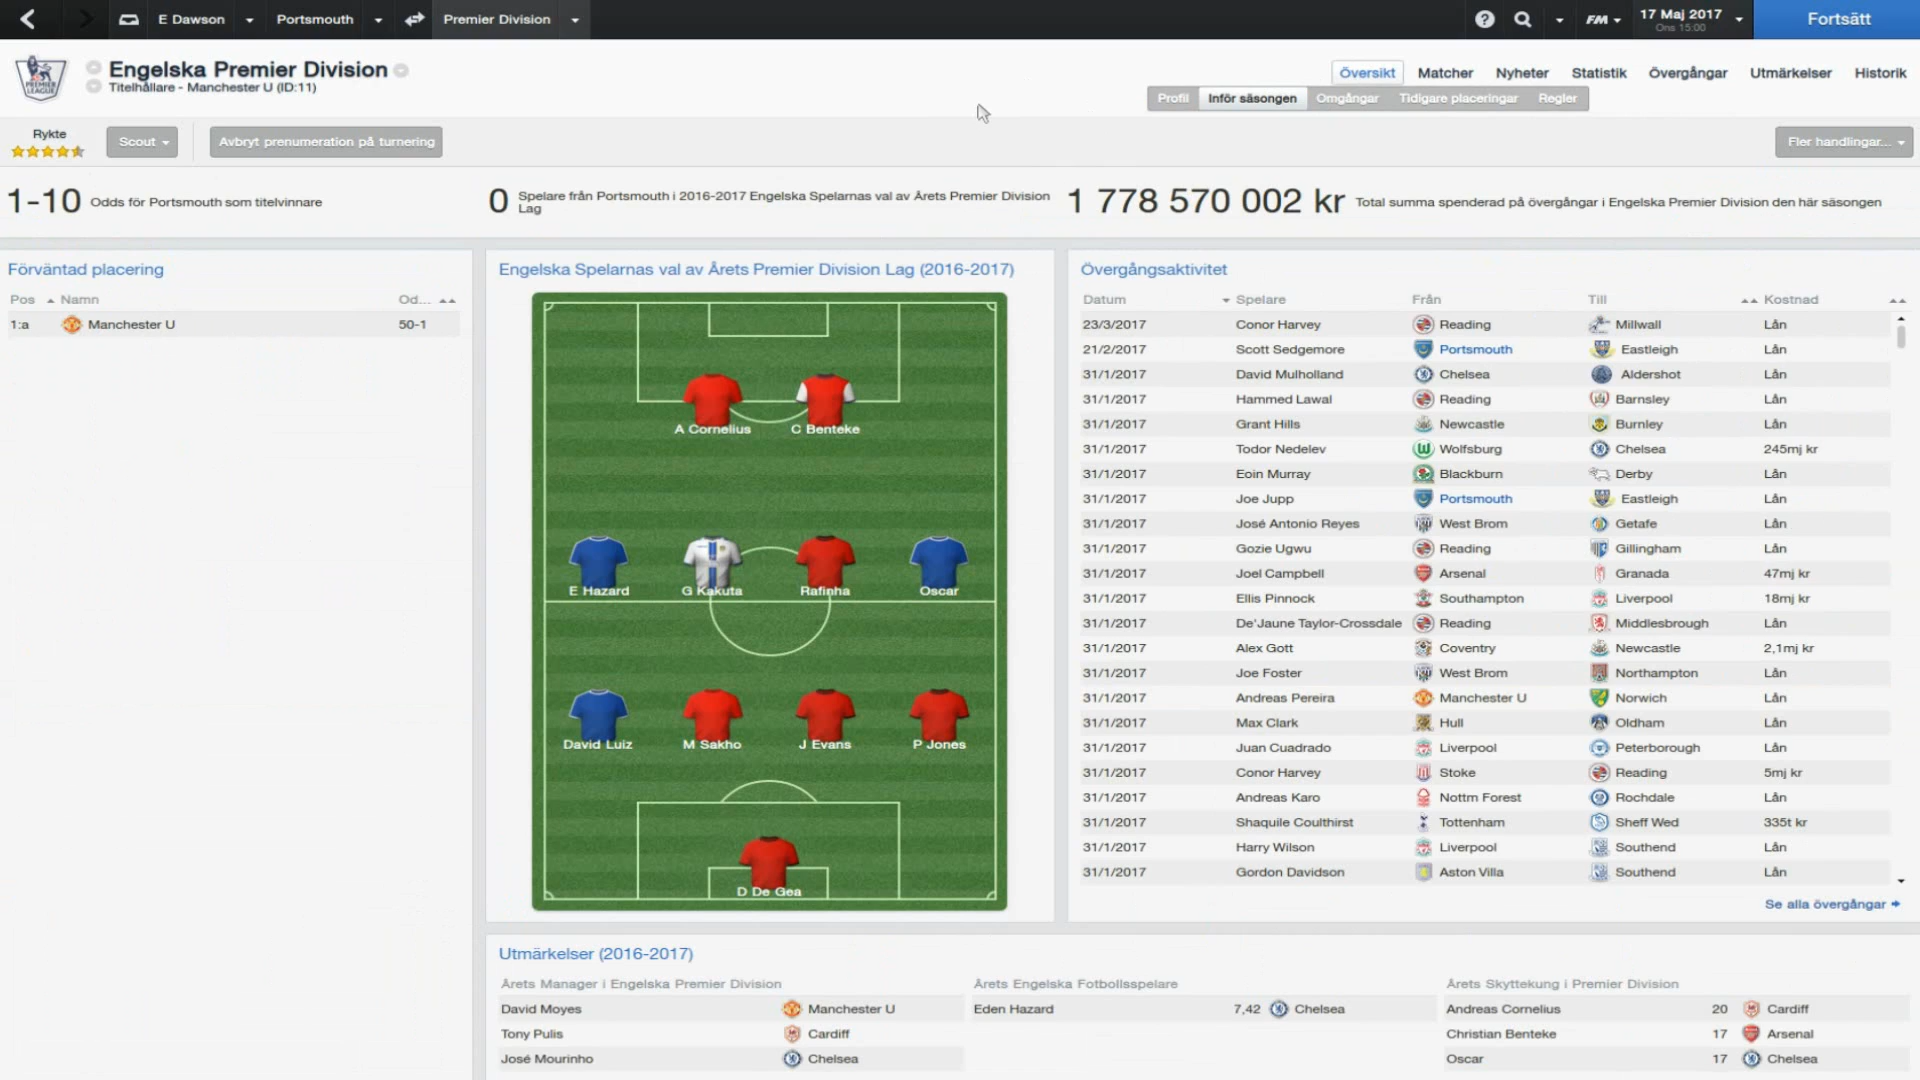 E Dawson Portsmouth Premier Division FM 17 Maj 2017 Fortsätt
Ons 15:00
Engelska Premier Division
Titelhållare - Manchester U (ID:11)
Översikt Matcher Nyheter Statistik Övergångar Utmärkelser Historik
Profil Inför säsongen Omgångar Tidigare placeringar Regler
Rykte
Scout Avbryt prenumeration på turnering Fler handlingar...
1-10 Odds för Portsmouth som titelvinnare
0 Spelare från Portsmouth i 2016-2017 Engelska Spelarnas val av Årets Premier Division
Lag
1 778 570 002 kr Total summa spenderad på övergångar i Engelska Premier Division den här säsongen
Förväntad placering
Pos Namn Od...
1:a Manchester U 50-1
Engelska Spelarnas val av Årets Premier Division Lag (2016-2017)
A Cornelius C Benteke
E Hazard G Kakuta Rafinha Oscar
David Luiz M Sakho J Evans P Jones
D De Gea
Övergångsaktivitet
Datum Spelare Från Till Kostnad
23/3/2017 Conor Harvey Reading Millwall Lån
21/2/2017 Scott Sedgemore Portsmouth Eastleigh Lån
31/1/2017 David Mulholland Chelsea Aldershot Lån
31/1/2017 Hammed Lawal Reading Barnsley Lån
31/1/2017 Grant Hills Newcastle Burnley Lån
31/1/2017 Todor Nedelev Wolfsburg Chelsea 245mj kr
31/1/2017 Eoin Murray Blackburn Derby Lån
31/1/2017 Joe Jupp Portsmouth Eastleigh Lån
31/1/2017 José Antonio Reyes West Brom Getafe Lån
31/1/2017 Gozie Ugwu Reading Gillingham Lån
31/1/2017 Joel Campbell Arsenal Granada 47mj kr
31/1/2017 Ellis Pinnock Southampton Liverpool 18mj kr
31/1/2017 De'Jaune Taylor-Crossdale Reading Middlesbrough Lån
31/1/2017 Alex Gott Coventry Newcastle 2,1mj kr
31/1/2017 Joe Foster West Brom Northampton Lån
31/1/2017 Andreas Pereira Manchester U Norwich Lån
31/1/2017 Max Clark Hull Oldham Lån
31/1/2017 Juan Cuadrado Liverpool Peterborough Lån
31/1/2017 Conor Harvey Stoke Reading 5mj kr
31/1/2017 Andreas Karo Nottm Forest Rochdale Lån
31/1/2017 Shaquile Coulthirst Tottenham Sheff Wed 335t kr
31/1/2017 Harry Wilson Liverpool Southend Lån
31/1/2017 Gordon Davidson Aston Villa Southend Lån
Se alla övergångar
Utmärkelser (2016-2017)
Årets Manager i Engelska Premier Division
David Moyes Manchester U
Tony Pulis Cardiff
José Mourinho Chelsea
Årets Engelska Fotbollsspelare
Eden Hazard 7,42 Chelsea
Årets Skyttekung i Premier Division
Andreas Cornelius 20 Cardiff
Christian Benteke 17 Arsenal
Oscar 17 Chelsea